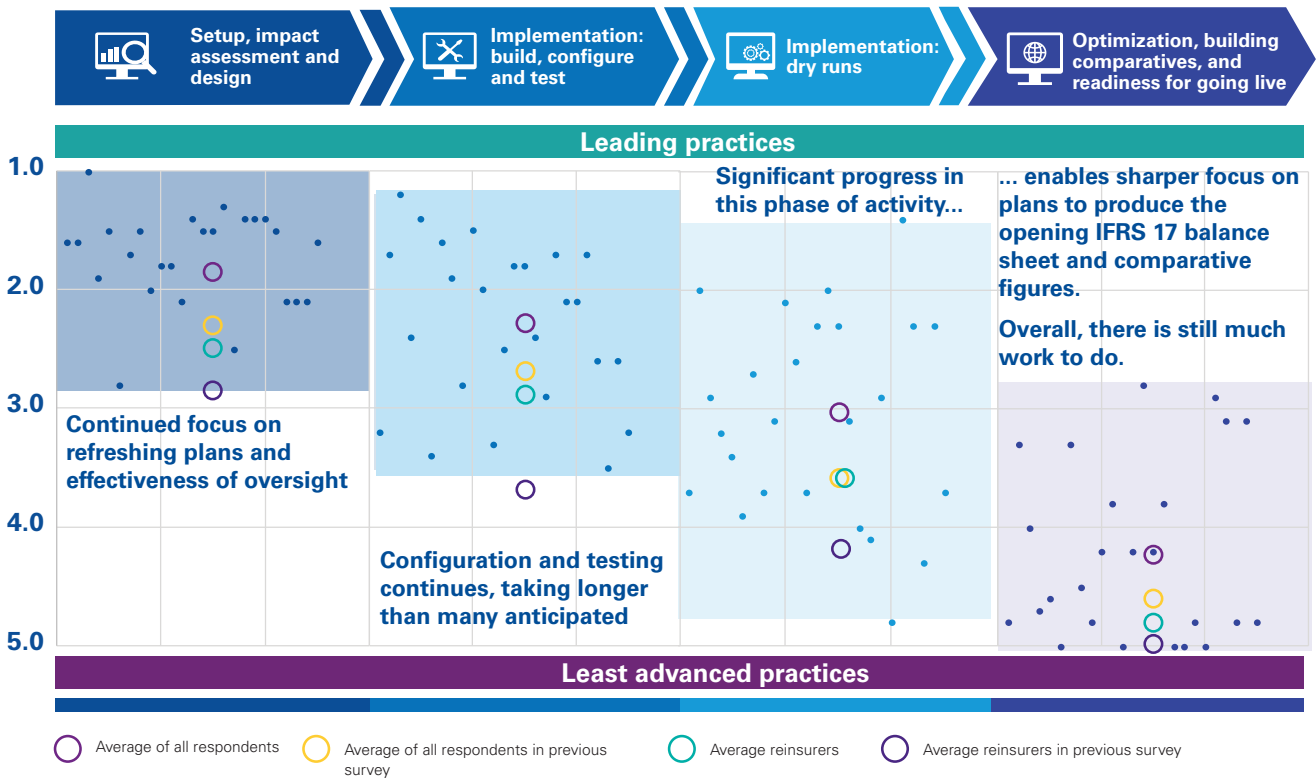 Setup, impact
assessment and
design
Implementation:
build, configure
and test
Implementation:
dry runs
Optimization, building
comparatives, and
readiness for going live
Leading practices
1.0
2.0
3.0
4.0
5.0
Continued focus on
refreshing plans and
effectiveness of oversight
Configuration and testing
continues, taking longer
than many anticipated
Significant progress in
this phase of activity...
... enables sharper focus on
plans to produce the
opening IFRS 17 balance
sheet and comparative
figures.
Overall, there is still much
work to do.
Least advanced practices
Average of all respondents
Average of all respondents in previous
survey
Average reinsurers
Average reinsurers in previous survey